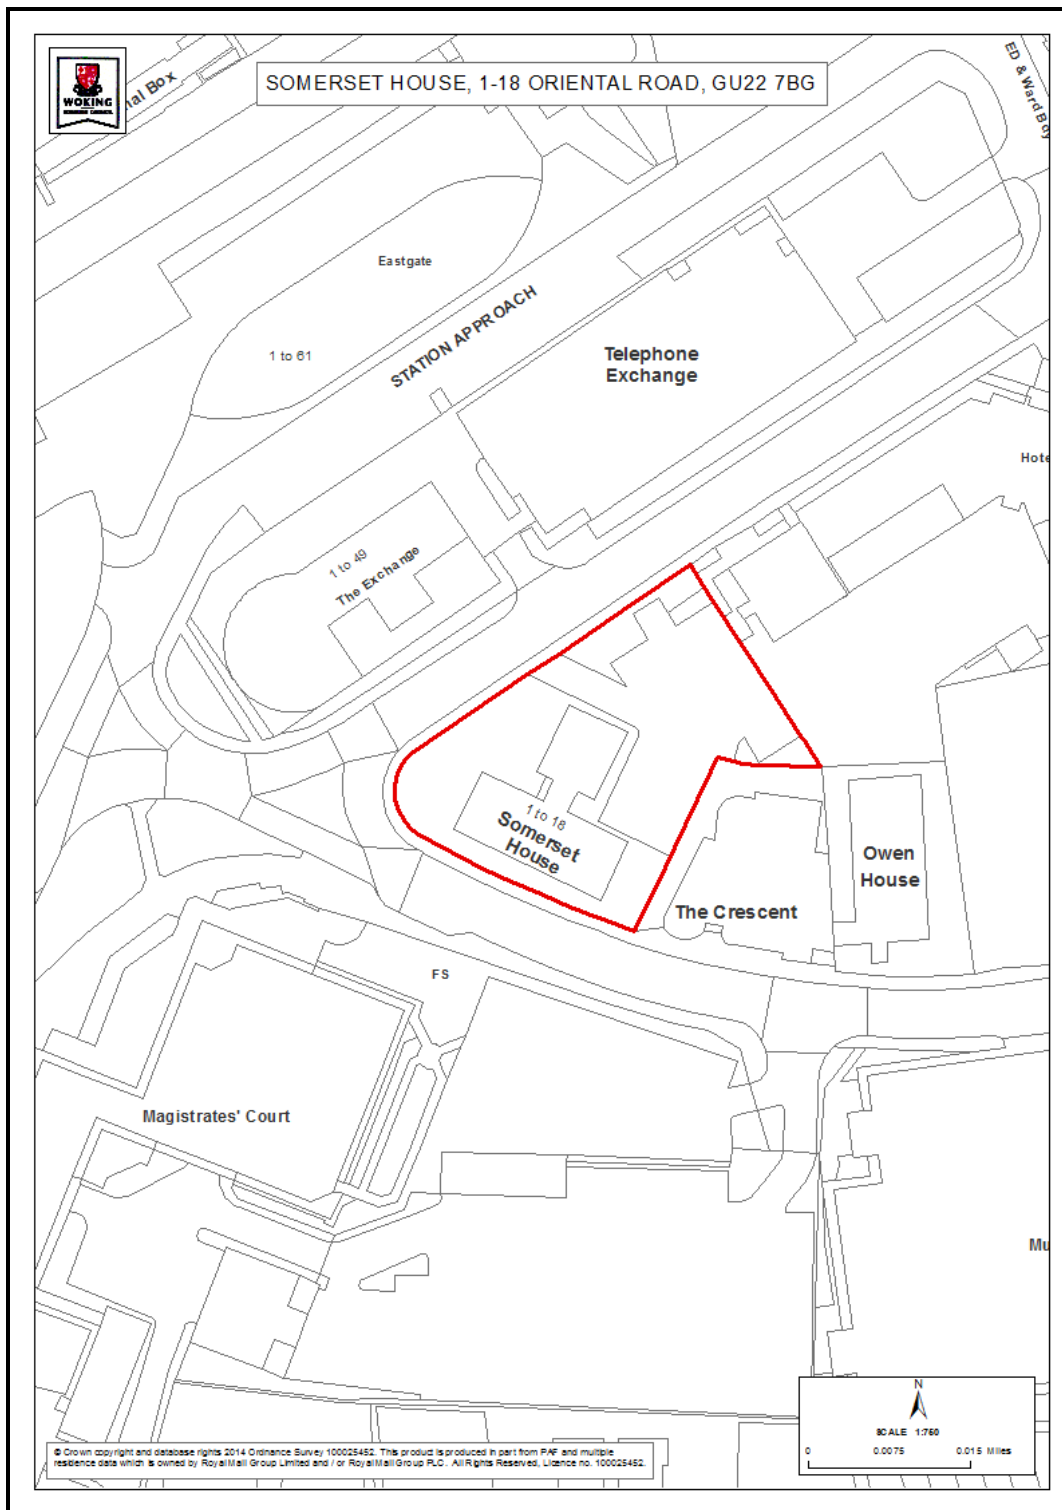 SOMERSET HOUSE, 1-18 ORIENTAL ROAD, GU22 7BG
WOKING
BOROUGH COUNCIL
nal Box
ED & Ward Bdy
Eastgate
1 to 61
STATION APPROACH
Telephone
Exchange
Hote
1 to 49
The Exchange
1 to 18
Somerset
House
Owen
House
The Crescent
FS
Magistrates' Court
Mu
N
SCALE 1:750
0 0.0075 0.015 Miles
© Crown copyright and database rights 2014 Ordnance Survey 100025452. This product is produced in part from PAF and multiple
residence data which is owned by Royal Mail Group Limited and / or Royal Mail Group PLC. All Rights Reserved, Licence no. 100025452.